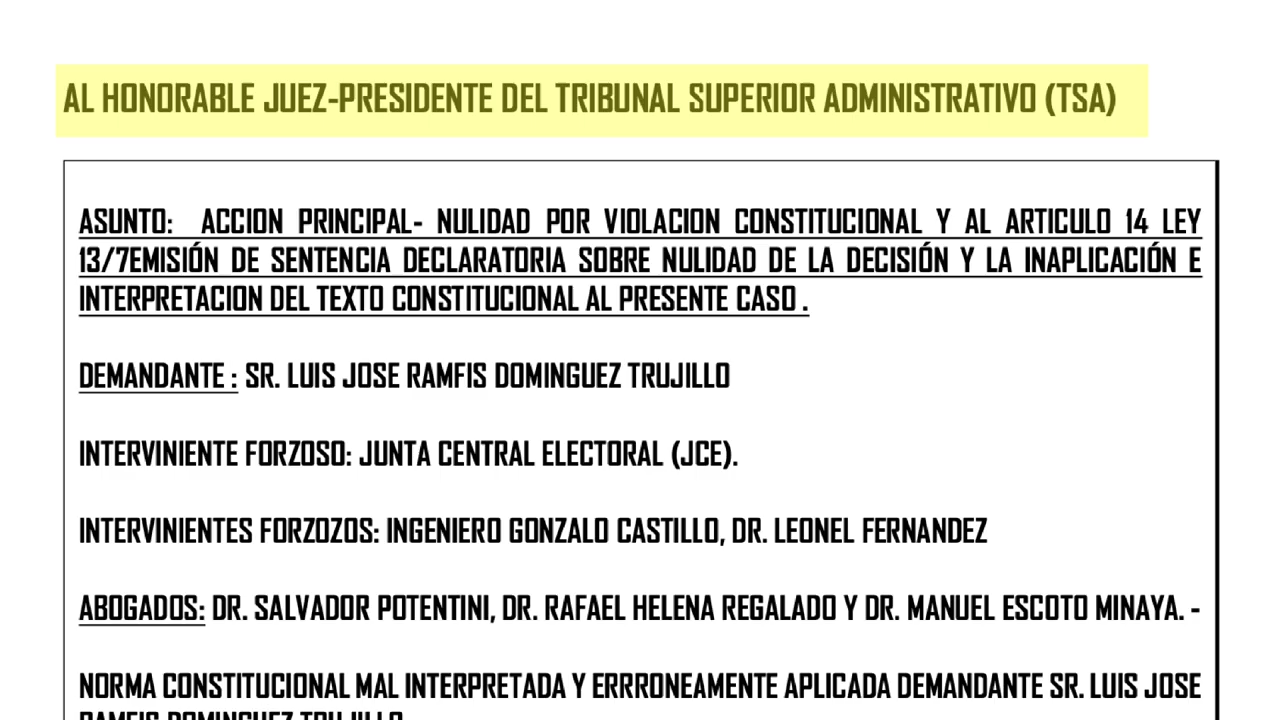 AL HONORABLE JUEZ-PRESIDENTE DEL TRIBUNAL SUPERIOR ADMINISTRATIVO (TSA)
ASUNTO: ACCION PRINCIPAL- NULIDAD POR VIOLACION CONSTITUCIONAL Y AL ARTICULO 14 LEY
13/7EMISIÓN DE SENTENCIA DECLARATORIA SOBRE NULIDAD DE LA DECISIÓN Y LA INAPLICACIÓN E
INTERPRETACION DEL TEXTO CONSTITUCIONAL AL PRESENTE CASO .
DEMANDANTE : SR. LUIS JOSE RAMFIS DOMINGUEZ TRUJILLO
INTERVINIENTE FORZOSO: JUNTA CENTRAL ELECTORAL (JCE).
INTERVINIENTES FORZOZOS: INGENIERO GONZALO CASTILLO, DR. LEONEL FERNANDEZ
ABOGADOS: DR. SALVADOR POTENTINI, DR. RAFAEL HELENA REGALADO Y DR. MANUEL ESCOTO MINAYA. -
NORMA CONSTITUCIONAL MAL INTERPRETADA Y ERRRONEAMENTE APLICADA DEMANDANTE SR. LUIS JOSE
RAMFIS DOMINGUEZ TRUJILLO